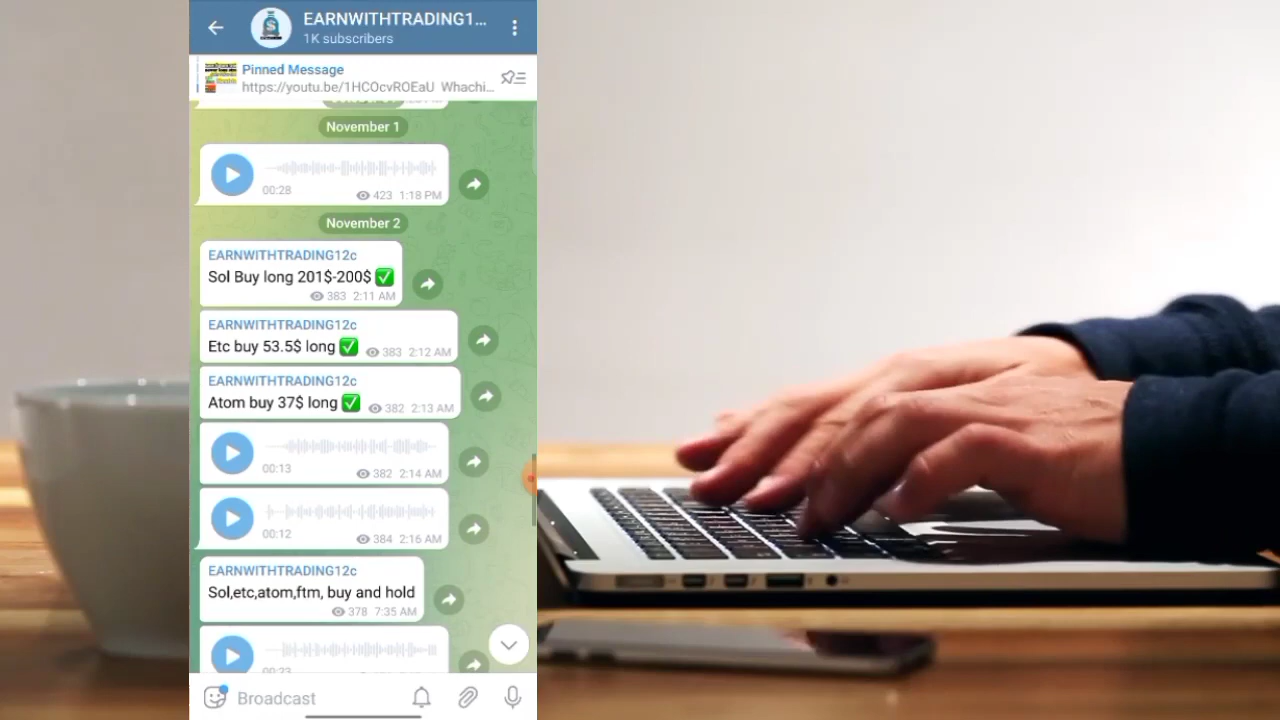 EARNWITHTRADING1...
1K subscribers
Pinned Message
https://youtu.be/1HCOcvROEaU Whachi...
November 1
00:28
423 1:18 PM
November 2
EARNWITHTRADING12c
Sol Buy long 201$-200$ ✅
383 2:11 AM
EARNWITHTRADING12c
Etc buy 53.5$ long ✅ 383 2:12 AM
EARNWITHTRADING12c
Atom buy 37$ long ✅ 382 2:13 AM
00:13
382 2:14 AM
00:12
384 2:16 AM
EARNWITHTRADING12c
Sol,etc,atom,ftm, buy and hold
378 7:35 AM
00:23
Broadcast